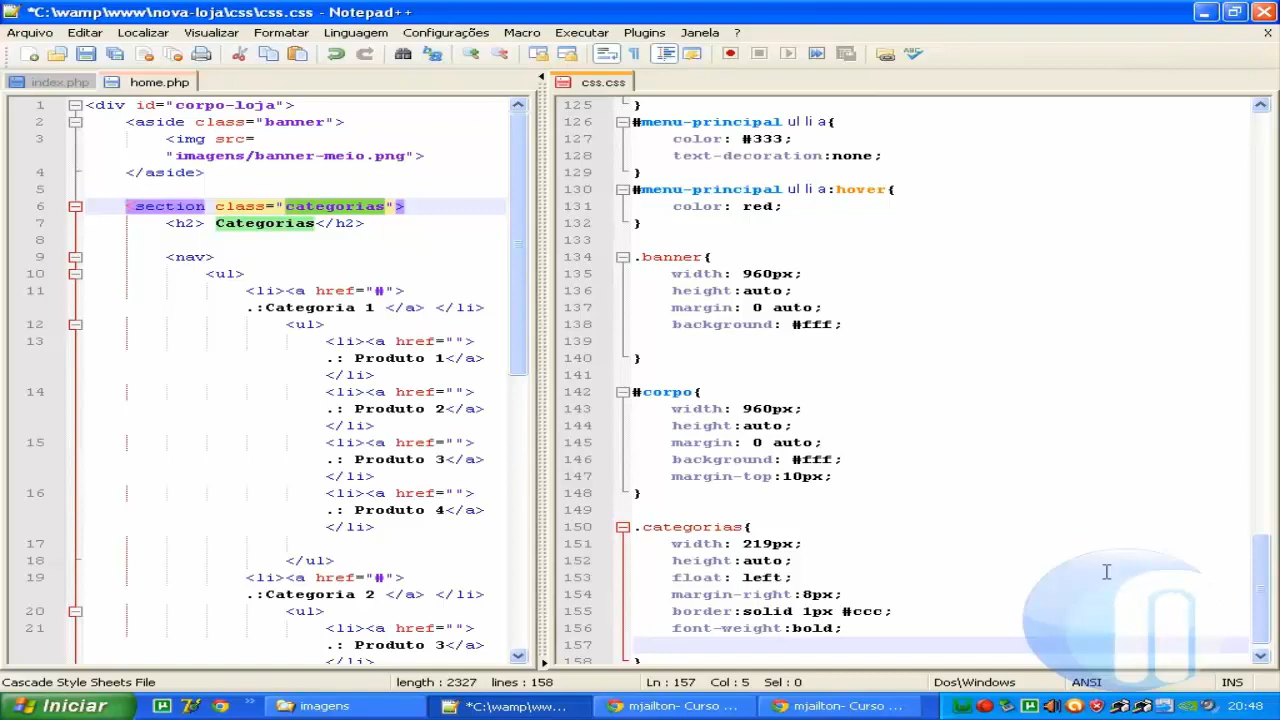 *C:\wamp\www\nova-loja\css\css.css - Notepad++
Arquivo Editar Localizar Visualizar Formatar Linguagem Configurações Macro Executar Plugins Janela ? X
index.php home.php css.css
1 <div id="corpo-loja">
2 <aside class="banner">
3 <img src=
"imagens/banner-meio.png">
4 </aside>
5
6 <section class="categorias">
7 <h2> Categorias</h2>
8
9 <nav>
10 <ul>
11 <li><a href="#">
.:Categoria 1 </a> </li>
12 <ul>
13 <li><a href="">
.: Produto 1</a>
</li>
14 <li><a href="">
.: Produto 2</a>
</li>
15 <li><a href="">
.: Produto 3</a>
</li>
16 <li><a href="">
.: Produto 4</a>
</li>
17
18 </ul>
19 <li><a href="#">
.:Categoria 2 </a> </li>
20 <ul>
21 <li><a href="">
.: Produto 3</a>
</li>
125 }
126 #menu-principal ul li a{
127 color: #333;
128 text-decoration:none;
129 }
130 #menu-principal ul li a:hover{
131 color: red;
132 }
133
134 .banner{
135 width: 960px;
136 height:auto;
137 margin: 0 auto;
138 background: #fff;
139
140 }
141
142 #corpo{
143 width: 960px;
144 height:auto;
145 margin: 0 auto;
146 background: #fff;
147 margin-top:10px;
148 }
149
150 .categorias{
151 width: 219px;
152 height:auto;
153 float: left;
154 margin-right:8px;
155 border:solid 1px #ccc;
156 font-weight:bold;
157
158 }
Cascade Style Sheets File length : 2327 lines : 158 Ln : 157 Col : 5 Sel : 0 Dos\Windows ANSI INS
Iniciar » imagens *C:\wamp\www\nova-... mjailton- Curso ... mjailton- Curso ... 20:48